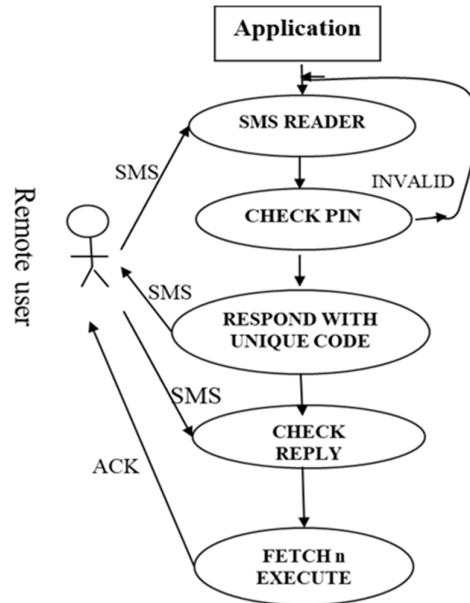 Application
SMS READER
SMS
INVALID
CHECK PIN
Remote user
SMS
RESPOND WITH
UNIQUE CODE
SMS
CHECK
REPLY
ACK
FETCH n
EXECUTE